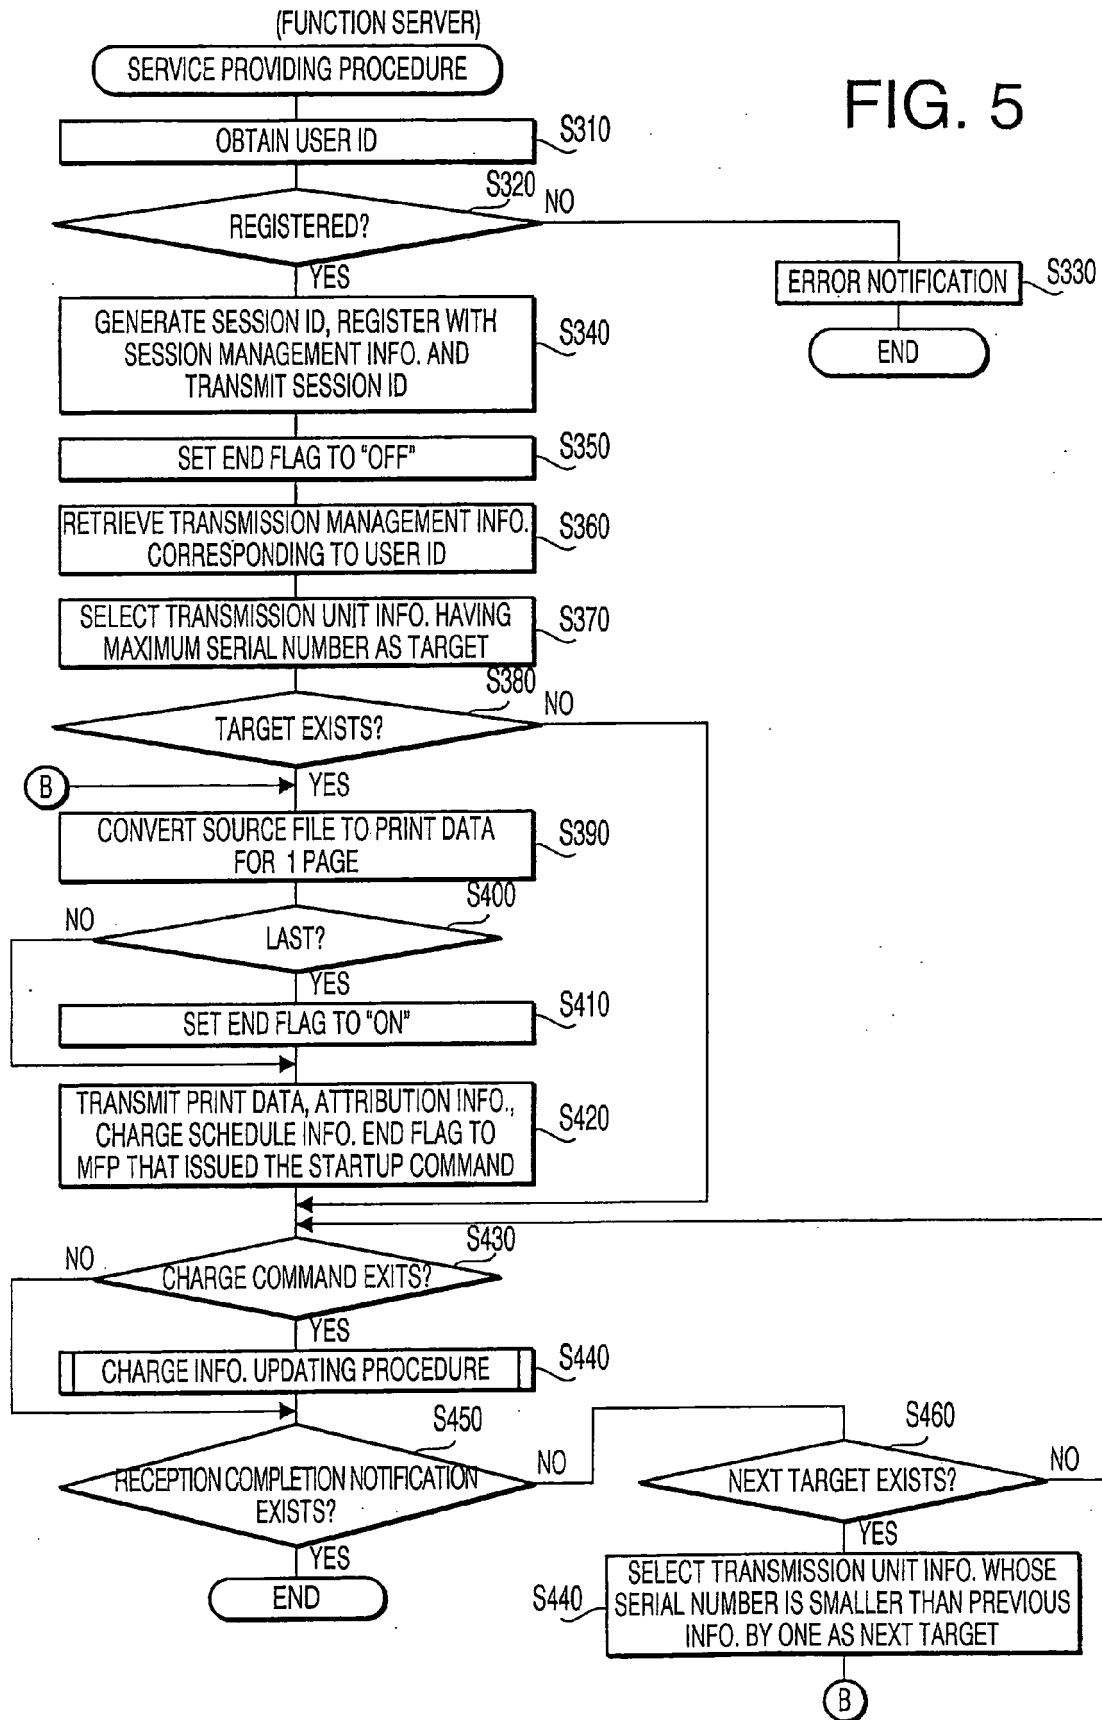 (FUNCTION SERVER)
SERVICE PROVIDING PROCEDURE
FIG. 5
OBTAIN USER ID
S310
S320
REGISTERED?
NO
YES
ERROR NOTIFICATION
S330
END
GENERATE SESSION ID, REGISTER WITH
SESSION MANAGEMENT INFO. AND
TRANSMIT SESSION ID
S340
SET END FLAG TO "OFF"
S350
RETRIEVE TRANSMISSION MANAGEMENT INFO.
CORRESPONDING TO USER ID
S360
SELECT TRANSMISSION UNIT INFO. HAVING
MAXIMUM SERIAL NUMBER AS TARGET
S370
S380
TARGET EXISTS?
NO
B
YES
CONVERT SOURCE FILE TO PRINT DATA
FOR 1 PAGE
S390
S400
NO
LAST?
YES
SET END FLAG TO "ON"
S410
TRANSMIT PRINT DATA, ATTRIBUTION INFO.,
CHARGE SCHEDULE INFO. END FLAG TO
MFP THAT ISSUED THE STARTUP COMMAND
S420
S430
NO
CHARGE COMMAND EXITS?
YES
CHARGE INFO. UPDATING PROCEDURE
S440
S450
RECEPTION COMPLETION NOTIFICATION
EXISTS?
NO
YES
END
S460
NEXT TARGET EXISTS?
NO
YES
S440
SELECT TRANSMISSION UNIT INFO. WHOSE
SERIAL NUMBER IS SMALLER THAN PREVIOUS
INFO. BY ONE AS NEXT TARGET
B